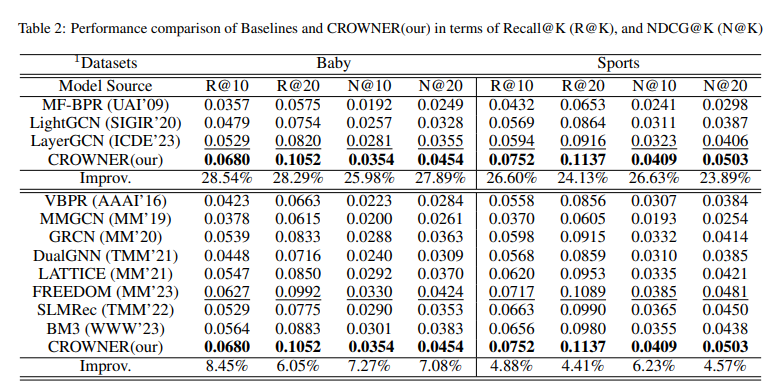 Table 2: Performance comparison of Baselines and CROWNER(our) in terms of Recall@K (R@K), and NDCG@K (N@K)
1Datasets Baby Sports
Model Source R@10 R@20 N@10 N@20 R@10 R@20 N@10 N@20
MF-BPR (UAI'09) 0.0357 0.0575 0.0192 0.0249 0.0432 0.0653 0.0241 0.0298
LightGCN (SIGIR'20) 0.0479 0.0754 0.0257 0.0328 0.0569 0.0864 0.0311 0.0387
LayerGCN (ICDE'23) 0.0529 0.0820 0.0281 0.0355 0.0594 0.0916 0.0323 0.0406
CROWNER(our) 0.0680 0.1052 0.0354 0.0454 0.0752 0.1137 0.0409 0.0503
Improv. 28.54% 28.29% 25.98% 27.89% 26.60% 24.13% 26.63% 23.89%
VBPR (AAAI'16) 0.0423 0.0663 0.0223 0.0284 0.0558 0.0856 0.0307 0.0384
MMGCN (MM'19) 0.0378 0.0615 0.0200 0.0261 0.0370 0.0605 0.0193 0.0254
GRCN (MM'20) 0.0539 0.0833 0.0288 0.0363 0.0598 0.0915 0.0332 0.0414
DualGNN (TMM'21) 0.0448 0.0716 0.0240 0.0309 0.0568 0.0859 0.0310 0.0385
LATTICE (MM'21) 0.0547 0.0850 0.0292 0.0370 0.0620 0.0953 0.0335 0.0421
FREEDOM (MM'23) 0.0627 0.0992 0.0330 0.0424 0.0717 0.1089 0.0385 0.0481
SLMRec (TMM'22) 0.0529 0.0775 0.0290 0.0353 0.0663 0.0990 0.0365 0.0450
BM3 (WWW'23) 0.0564 0.0883 0.0301 0.0383 0.0656 0.0980 0.0355 0.0438
CROWNER(our) 0.0680 0.1052 0.0354 0.0454 0.0752 0.1137 0.0409 0.0503
Improv. 8.45% 6.05% 7.27% 7.08% 4.88% 4.41% 6.23% 4.57%